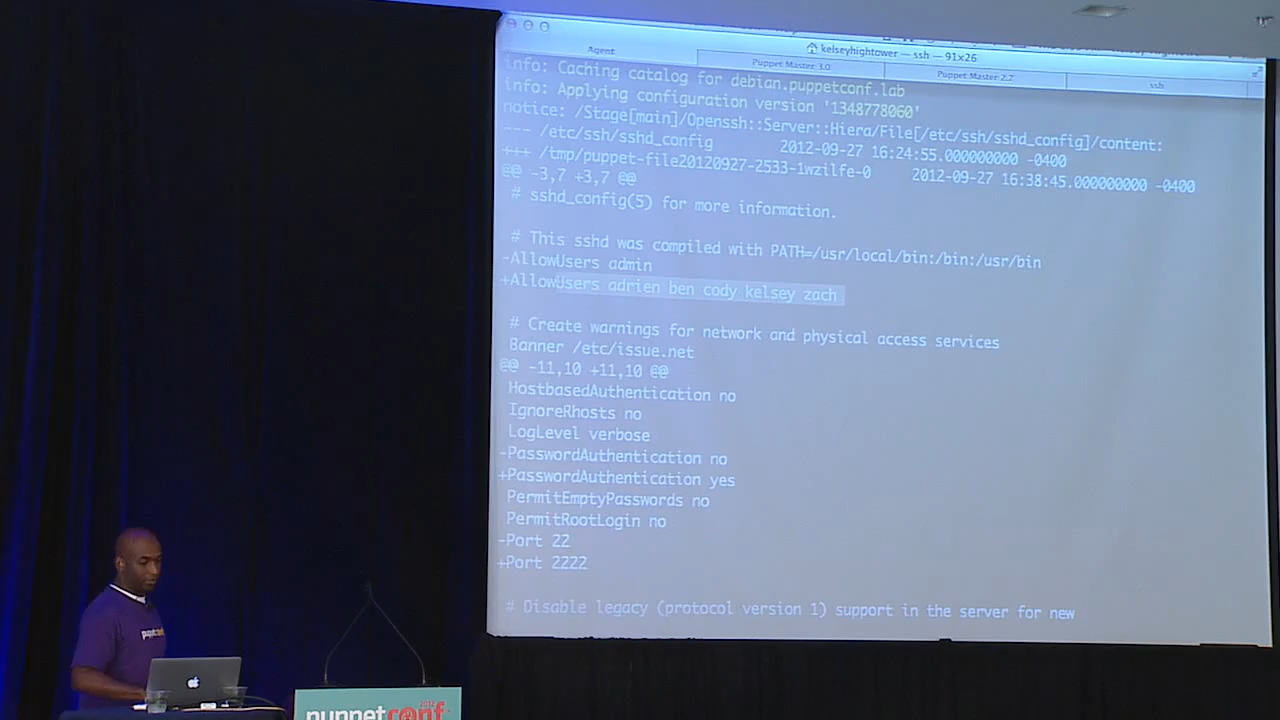 kelseyhightower — ssh — 91x26
Agent
Puppet Master 3.0
Puppet Master 2.7
ssh
info: Caching catalog for debian.puppetconf.lab
info: Applying configuration version '1348778060'
notice: /Stage[main]/Openssh::Server::Hiera/File[/etc/ssh/sshd_config]/content:
--- /etc/ssh/sshd_config 2012-09-27 16:24:55.000000000 -0400
+++ /tmp/puppet-file20120927-2533-1wzilfe-0 2012-09-27 16:38:45.000000000 -0400
@@ -3,7 +3,7 @@
# sshd_config(5) for more information.
# This sshd was compiled with PATH=/usr/local/bin:/bin:/usr/bin
-AllowUsers admin
+AllowUsers adrien ben cody kelsey zach
# Create warnings for network and physical access services
Banner /etc/issue.net
@@ -11,10 +11,10 @@
HostbasedAuthentication no
IgnoreRhosts no
LogLevel verbose
-PasswordAuthentication no
+PasswordAuthentication yes
PermitEmptyPasswords no
PermitRootLogin no
-Port 22
+Port 2222
# Disable legacy (protocol version 1) support in the server for new
2012
puppetconf